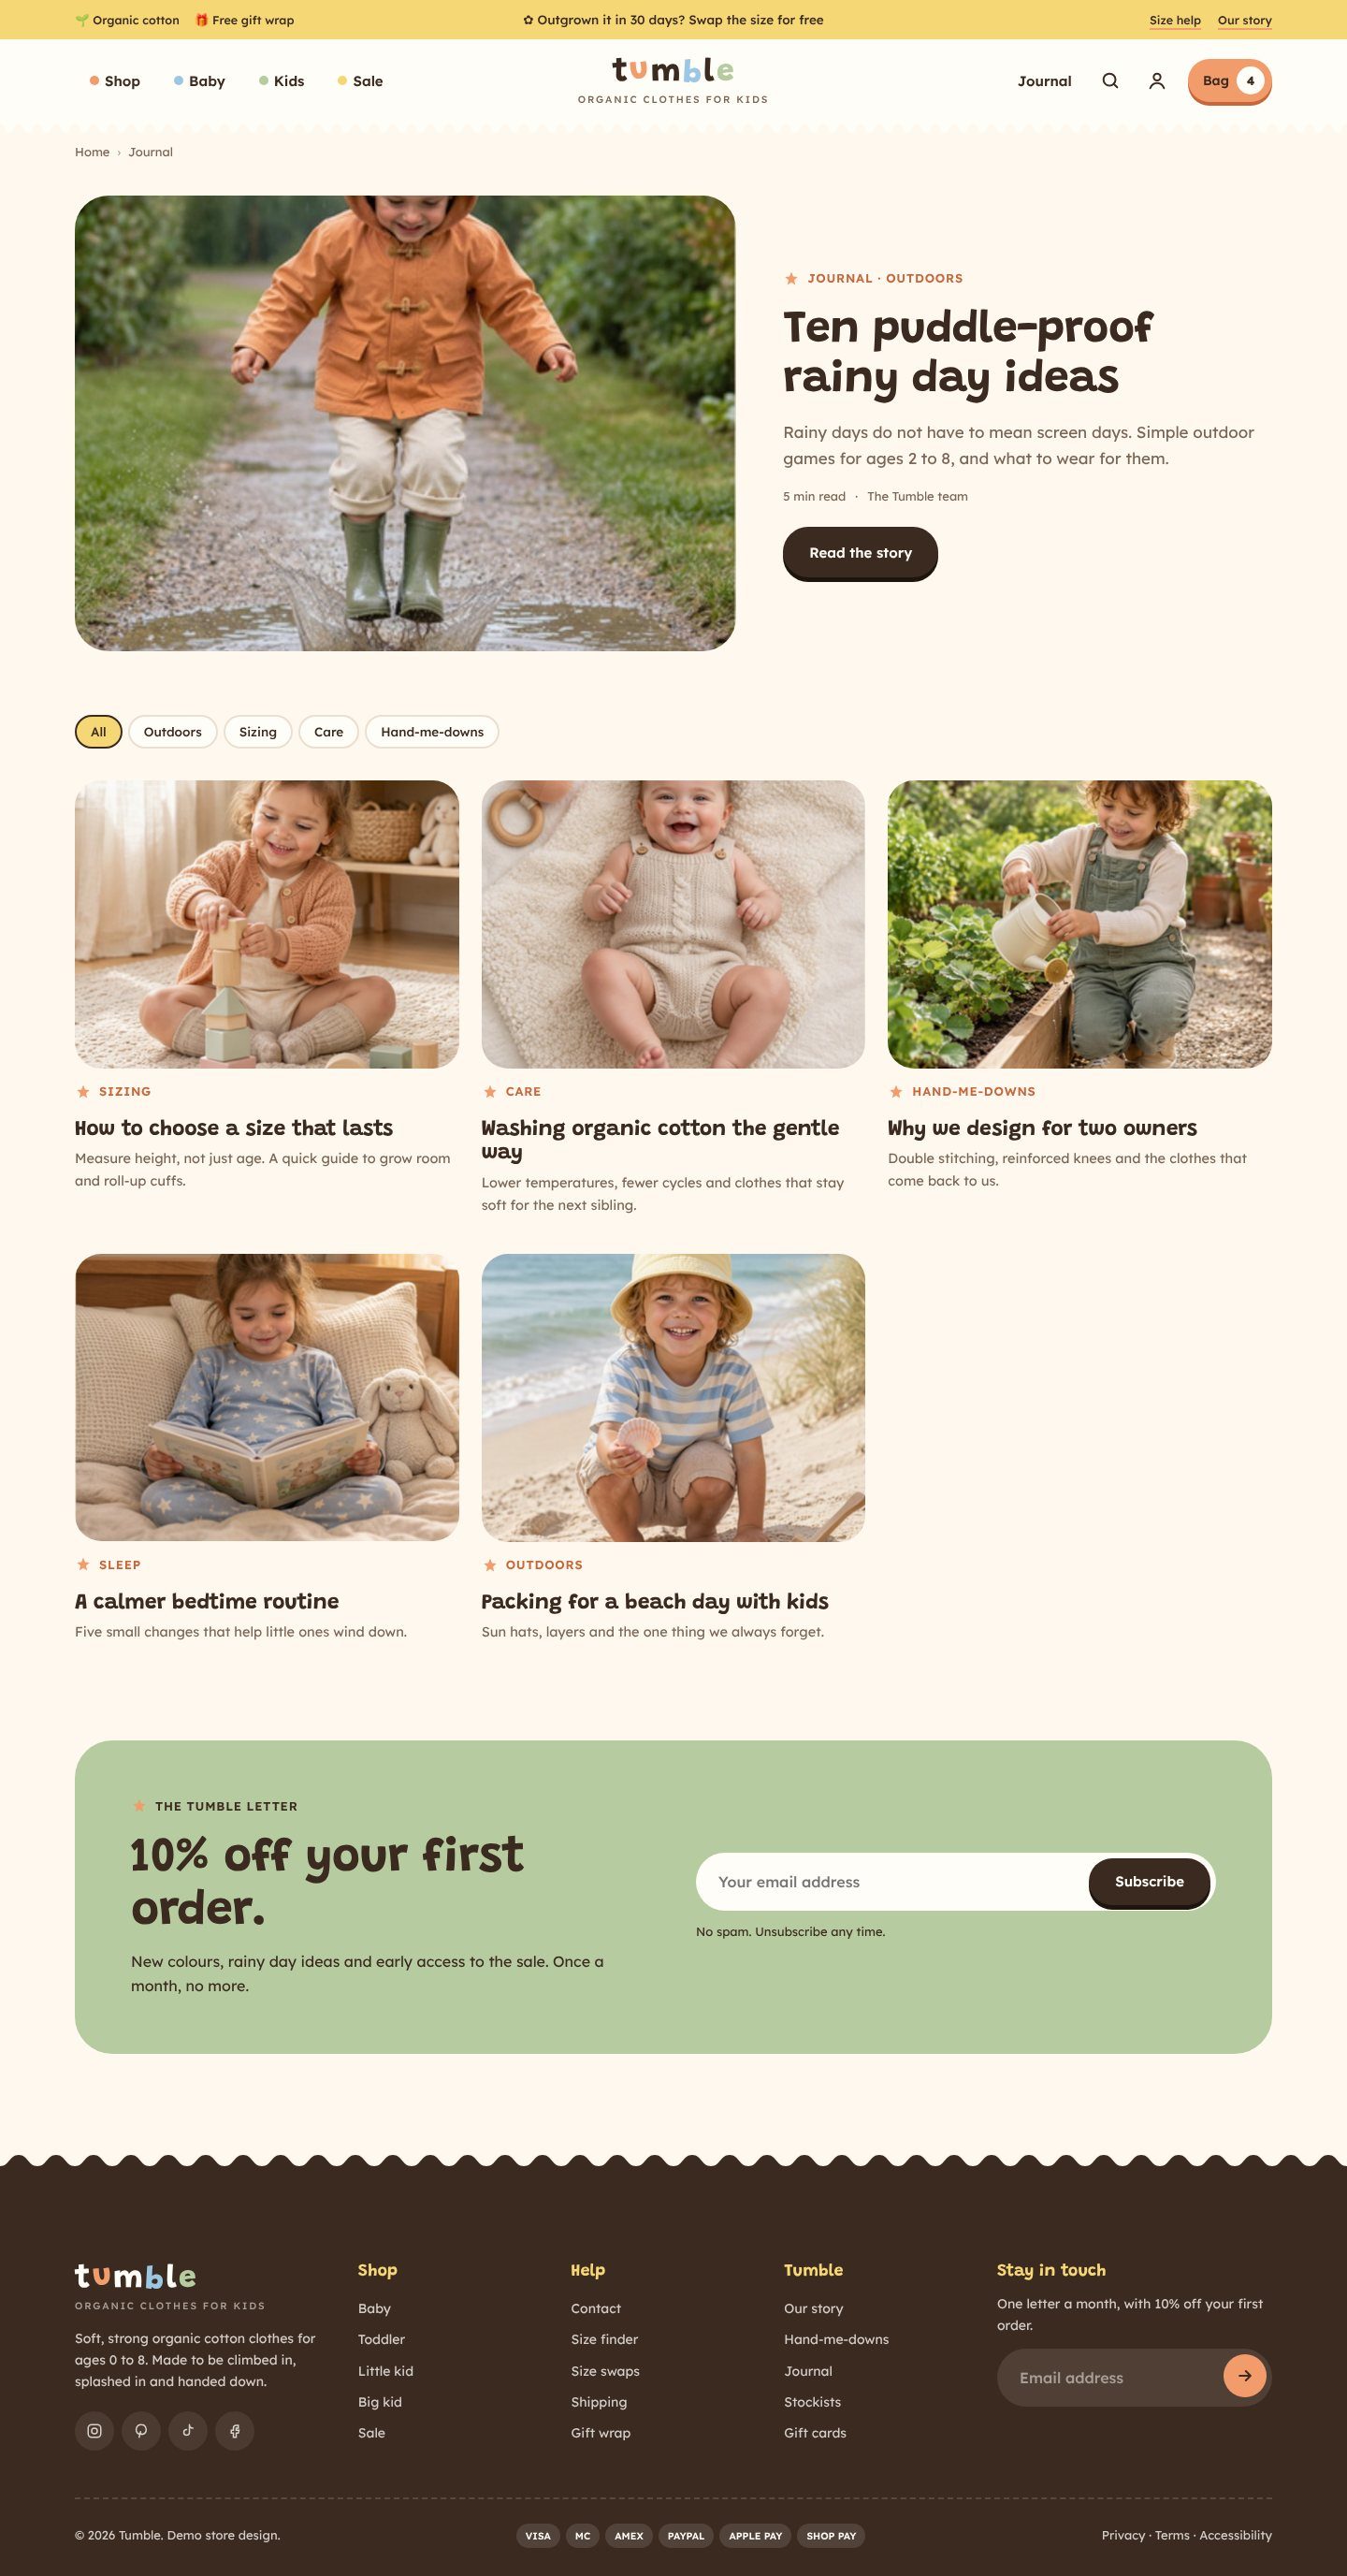 🌱 Organic cotton 🎁 Free gift wrap
✿ Outgrown it in 30 days? Swap the size for free
Size help Our story
Shop Baby Kids Sale
tumble
ORGANIC CLOTHES FOR KIDS
Journal
Bag 4
Home › Journal
JOURNAL · OUTDOORS
Ten puddle-proof
rainy day ideas
Rainy days do not have to mean screen days. Simple outdoor
games for ages 2 to 8, and what to wear for them.
5 min read · The Tumble team
Read the story
All Outdoors Sizing Care Hand-me-downs
SIZING
How to choose a size that lasts
Measure height, not just age. A quick guide to grow room
and roll-up cuffs.
CARE
Washing organic cotton the gentle
way
Lower temperatures, fewer cycles and clothes that stay
soft for the next sibling.
HAND-ME-DOWNS
Why we design for two owners
Double stitching, reinforced knees and the clothes that
come back to us.
SLEEP
A calmer bedtime routine
Five small changes that help little ones wind down.
OUTDOORS
Packing for a beach day with kids
Sun hats, layers and the one thing we always forget.
THE TUMBLE LETTER
10% off your first
order.
New colours, rainy day ideas and early access to the sale. Once a
month, no more.
Your email address
Subscribe
No spam. Unsubscribe any time.
tumble
ORGANIC CLOTHES FOR KIDS
Soft, strong organic cotton clothes for
ages 0 to 8. Made to be climbed in,
splashed in and handed down.
Shop
Baby
Toddler
Little kid
Big kid
Sale
Help
Contact
Size finder
Size swaps
Shipping
Gift wrap
Tumble
Our story
Hand-me-downs
Journal
Stockists
Gift cards
Stay in touch
One letter a month, with 10% off your first
order.
Email address
© 2026 Tumble. Demo store design.
VISA MC AMEX PAYPAL APPLE PAY SHOP PAY
Privacy · Terms · Accessibility